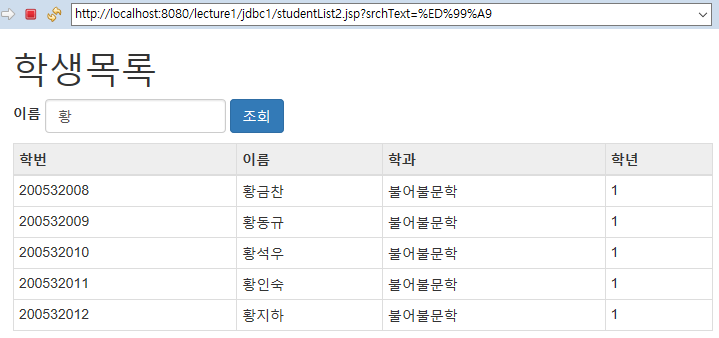 http://localhost:8080/lecture1/jdbc1/studentList2.jsp?srchText=%ED%99%A9
학생목록
이름 황 조회
학번 이름 학과 학년
200532008 황금찬 불어불문학 1
200532009 황동규 불어불문학 1
200532010 황석우 불어불문학 1
200532011 황인숙 불어불문학 1
200532012 황지하 불어불문학 1